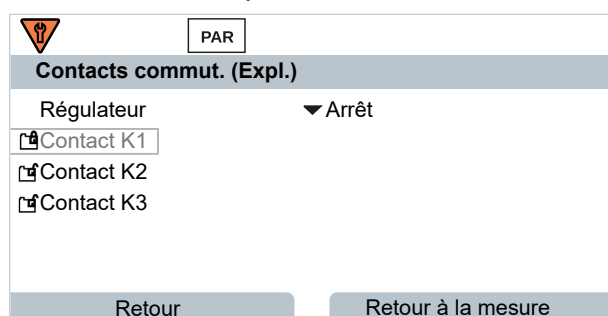 PAR
Contacts commut. (Expl.)
Régulateur Arrêt
Contact K1
Contact K2
Contact K3
Retour Retour à la mesure